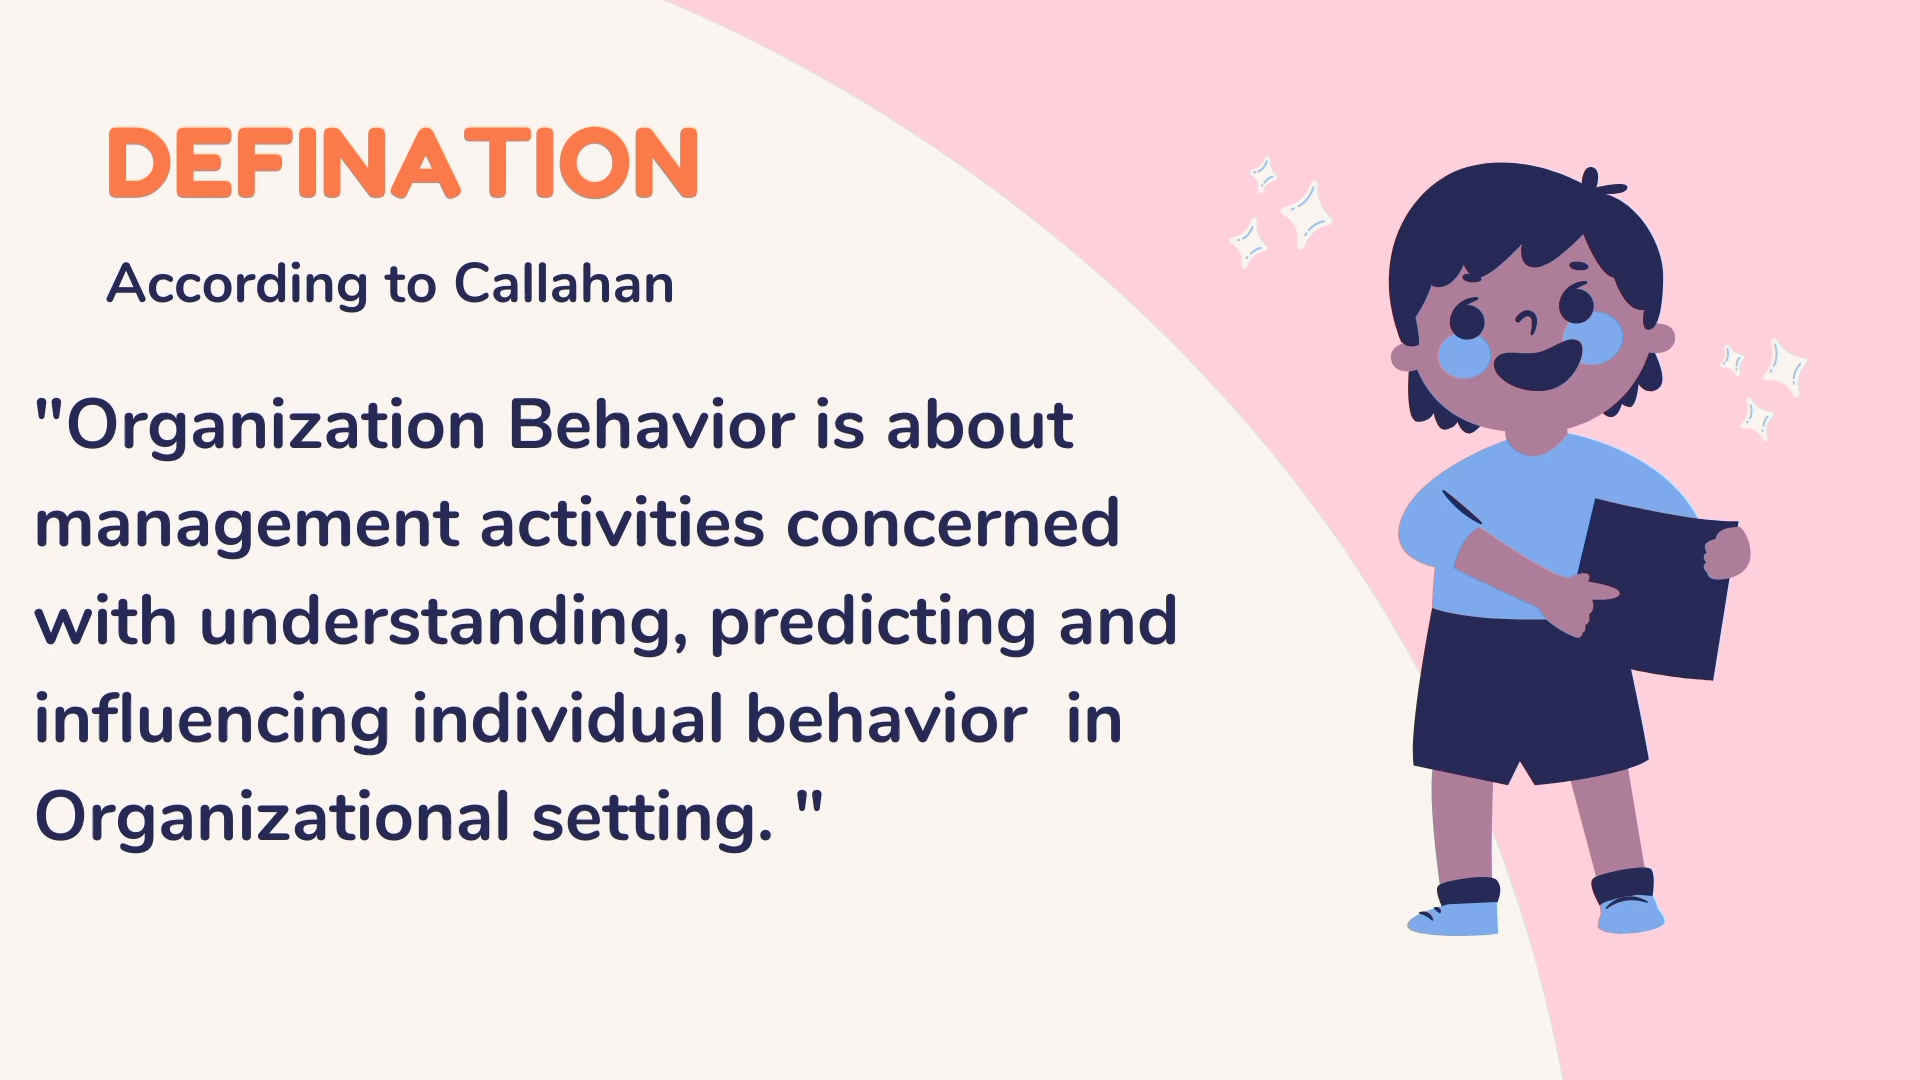 DEFINATION
According to Callahan
"Organization Behavior is about
management activities concerned
with understanding, predicting and
influencing individual behavior  in
Organizational setting. "